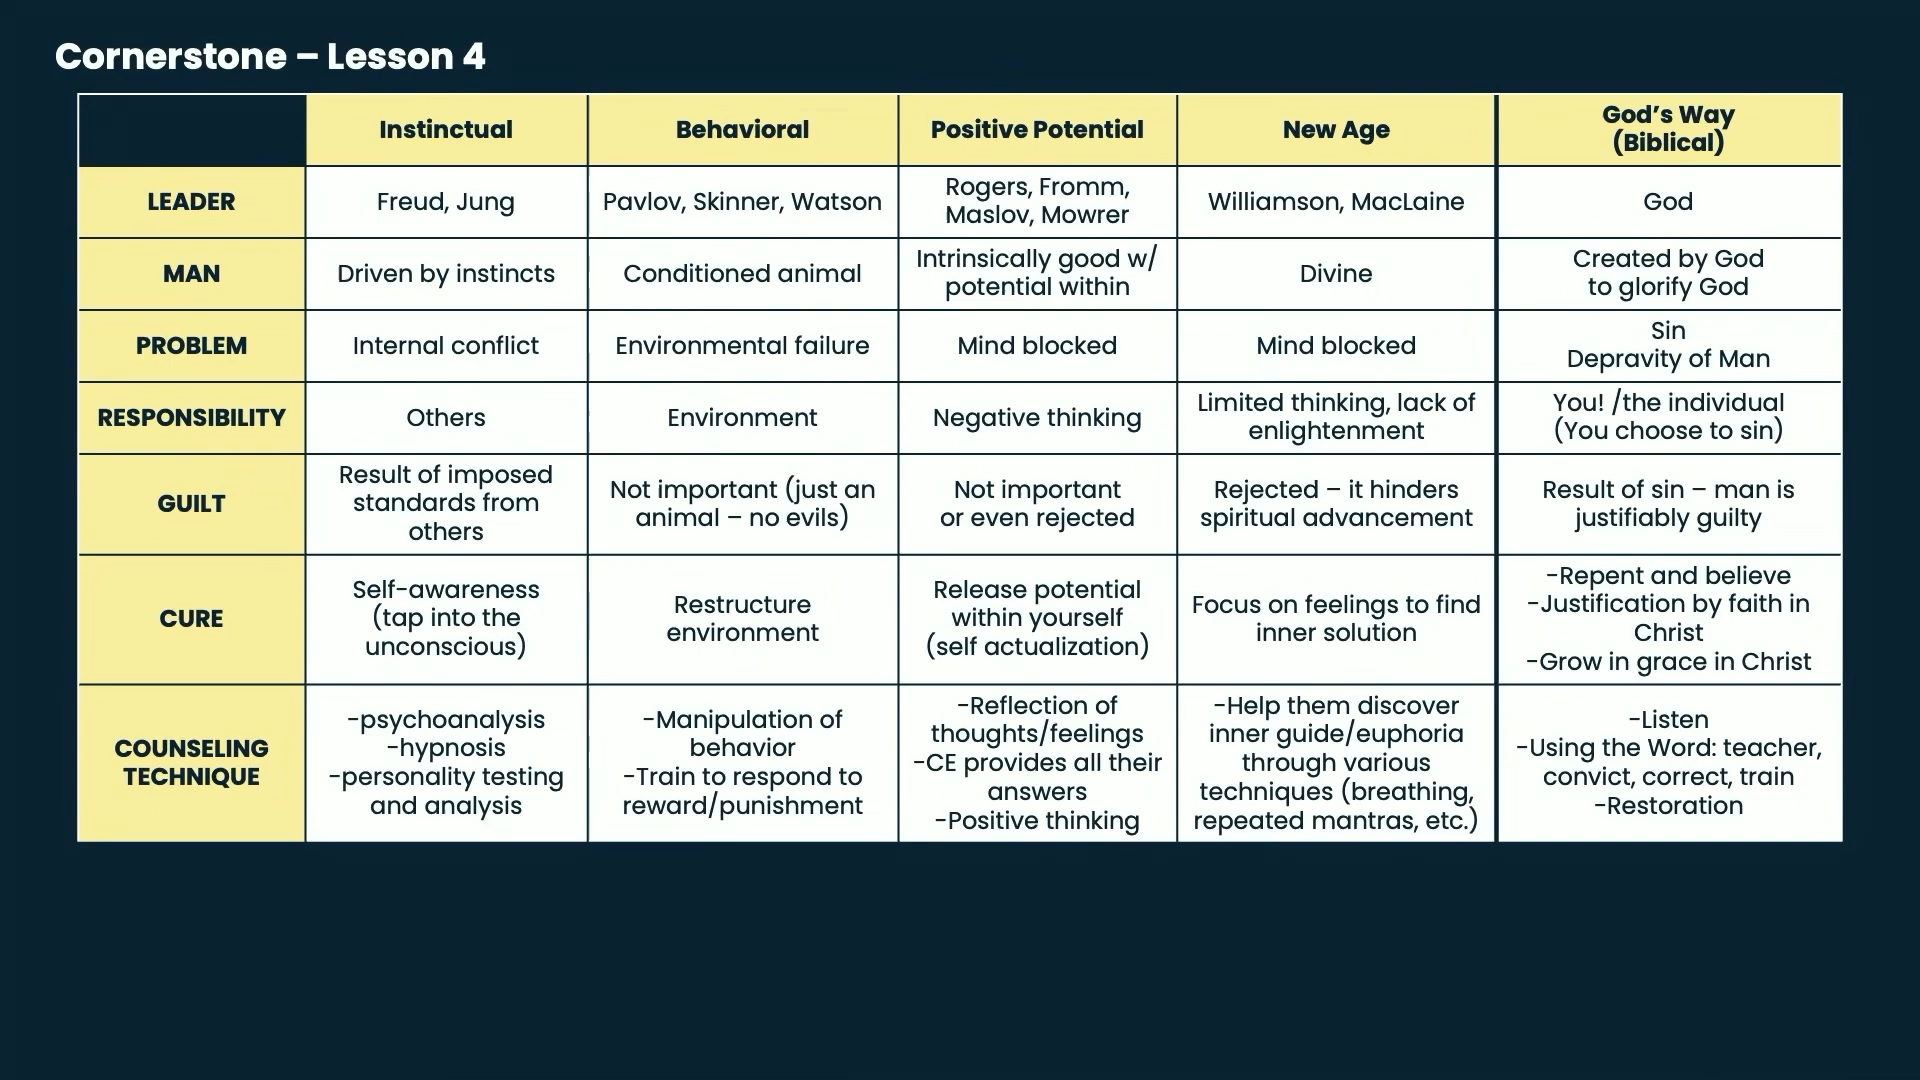 Cornerstone – Lesson 4
Instinctual
Behavioral
Positive Potential
New Age
God's Way
(Biblical)
LEADER
Freud, Jung
Pavlov, Skinner, Watson
Rogers, Fromm,
Maslov, Mowrer
Williamson, MacLaine
God
MAN
Driven by instincts
Conditioned animal
Intrinsically good w/
potential within
Divine
Created by God
to glorify God
PROBLEM
Internal conflict
Environmental failure
Mind blocked
Mind blocked
Sin
Depravity of Man
RESPONSIBILITY
Others
Environment
Negative thinking
Limited thinking, lack of
enlightenment
You! /the individual
(You choose to sin)
GUILT
Result of imposed
standards from
others
Not important (just an
animal – no evils)
Not important
or even rejected
Rejected – it hinders
spiritual advancement
Result of sin – man is
justifiably guilty
CURE
Self-awareness
(tap into the
unconscious)
Restructure
environment
Release potential
within yourself
(self actualization)
Focus on feelings to find
inner solution
-Repent and believe
-Justification by faith in
Christ
-Grow in grace in Christ
COUNSELING
TECHNIQUE
-psychoanalysis
-hypnosis
-personality testing
and analysis
-Manipulation of
behavior
-Train to respond to
reward/punishment
-Reflection of
thoughts/feelings
-CE provides all their
answers
-Positive thinking
-Help them discover
inner guide/euphoria
through various
techniques (breathing,
repeated mantras, etc.)
-Listen
-Using the Word: teacher,
convict, correct, train
-Restoration